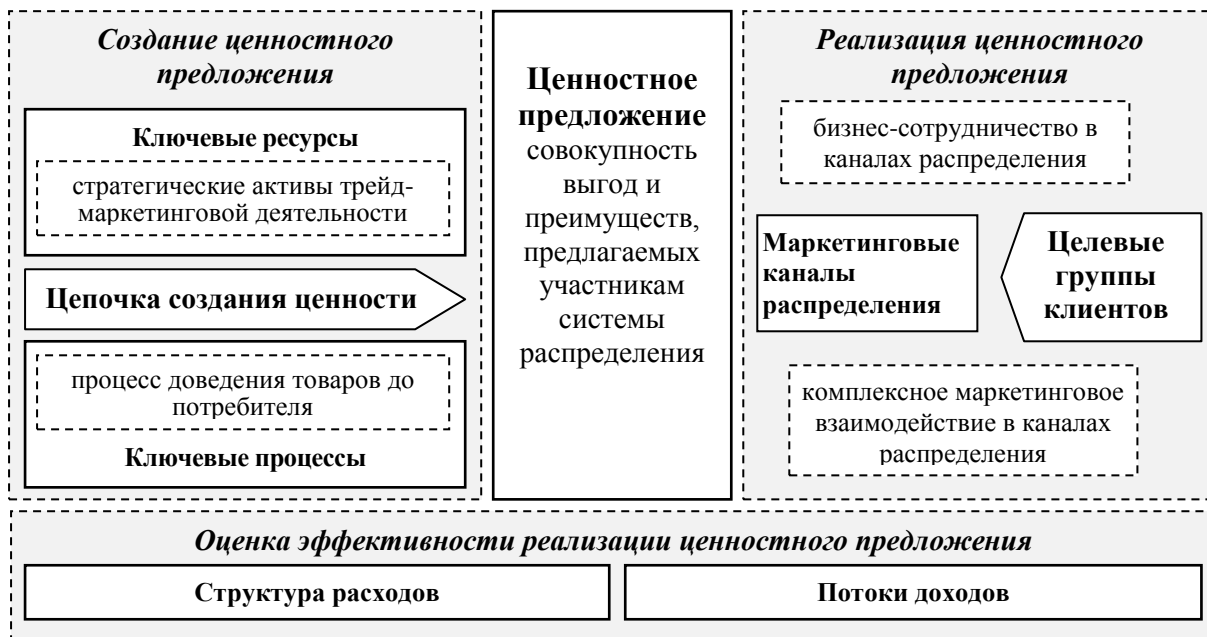 Создание ценностного
предложения
Ключевые ресурсы
стратегические активы трейд-
маркетинговой деятельности
Цепочка создания ценности
процесс доведения товаров до
потребителя
Ключевые процессы
Ценностное
предложение
совокупность
выгод и
преимуществ,
предлагаемых
участникам
системы
распределения
Реализация ценностного
предложения
бизнес-сотрудничество в
каналах распределения
Маркетинговые
каналы
распределения
Целевые
группы
клиентов
комплексное маркетинговое
взаимодействие в каналах
распределения
Оценка эффективности реализации ценностного предложения
Структура расходов
Потоки доходов